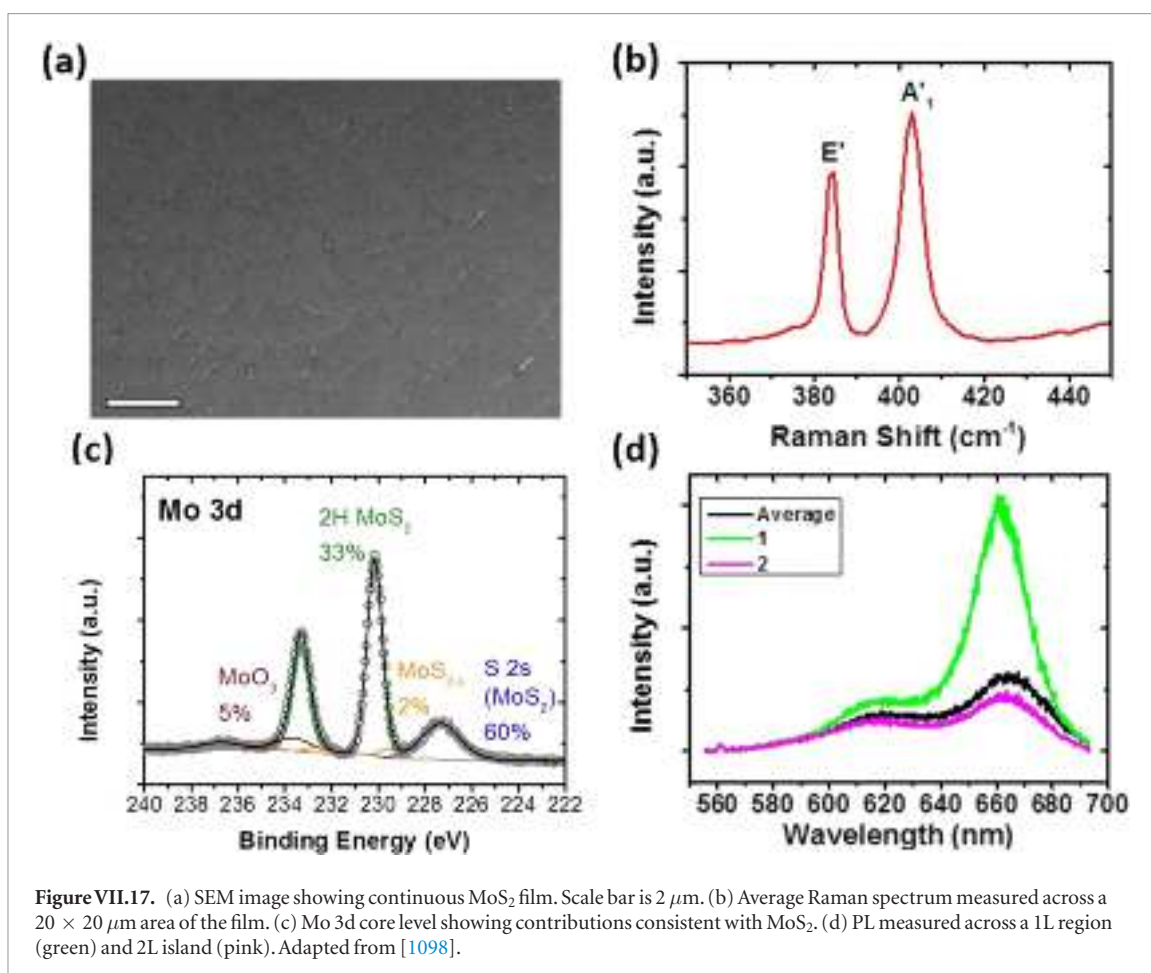 (a)
(b)
E'
A'₁
Intensity (a.u.)
360 380 400 420 440
Raman Shift (cm⁻¹)
(c)
Mo 3d
2H MoS₂
33%
MoO₃
5%
2%
S 2s
(MoS₂)
60%
Intensity (a.u.)
240 238 236 234 233 232 230 228 226 224 222
Binding Energy (eV)
(d)
Average
1
2
Intensity (a.u.)
560 580 600 620 640 660 680 700
Wavelength (nm)
Figure VII.17. (a) SEM image showing continuous MoS₂ film. Scale bar is 2 μm. (b) Average Raman spectrum measured across a
20 × 20 μm area of the film. (c) Mo 3d core level showing contributions consistent with MoS₂. (d) PL measured across a 1L region
(green) and 2L island (pink). Adapted from [1098].